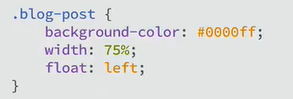 .blog-post {
    background-color: #0000ff;
    width: 75%;
    float: left;
}